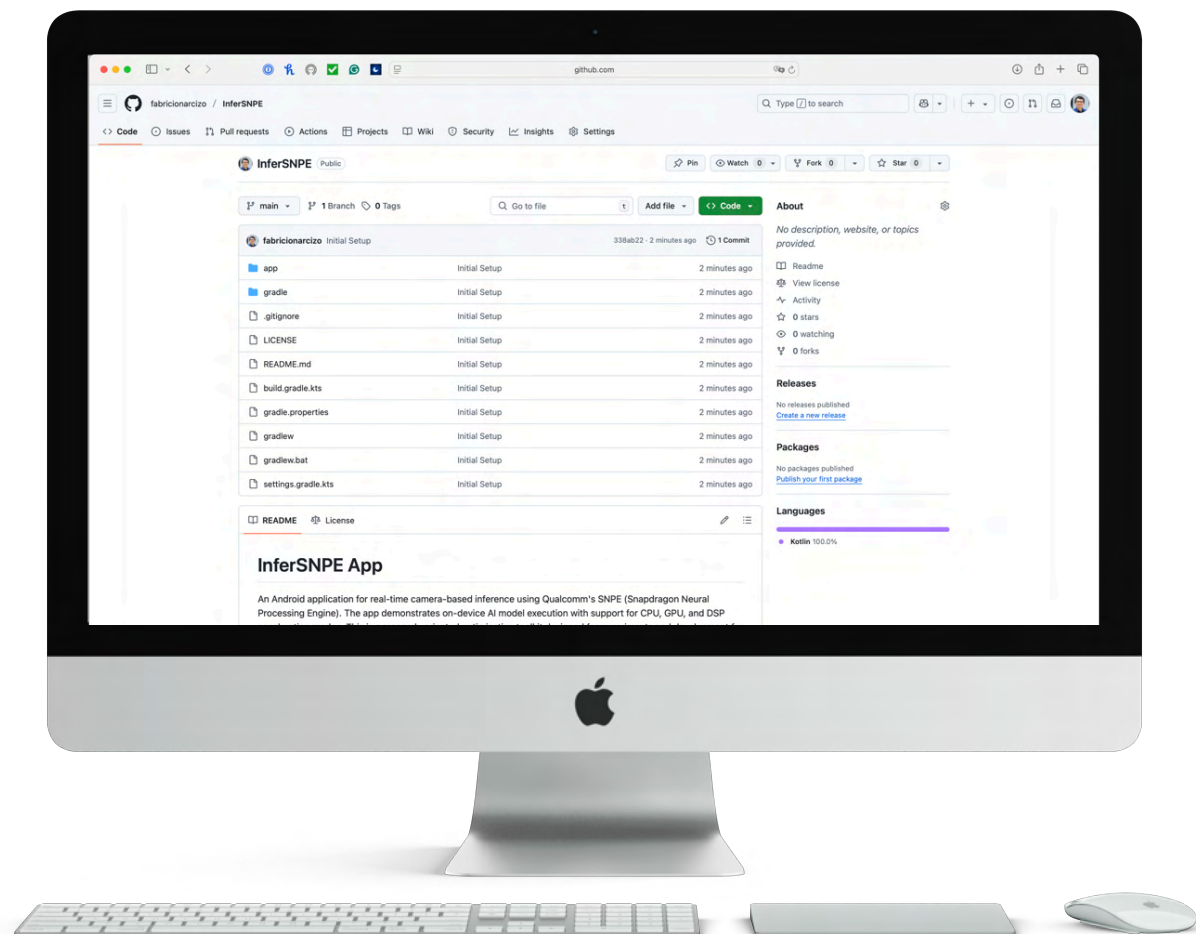 github.com
fabricionarcizo / InferSNPE
Type / to search
Code Issues Pull requests Actions Projects Wiki Security Insights Settings
InferSNPE Public
Pin Watch 0 Fork 0 Star 0
main 1 Branch 0 Tags
Go to file t Add file Code
fabricionarcizo Initial Setup 338ab22 · 2 minutes ago 1 Commit
app Initial Setup 2 minutes ago
gradle Initial Setup 2 minutes ago
.gitignore Initial Setup 2 minutes ago
LICENSE Initial Setup 2 minutes ago
README.md Initial Setup 2 minutes ago
build.gradle.kts Initial Setup 2 minutes ago
gradle.properties Initial Setup 2 minutes ago
gradlew Initial Setup 2 minutes ago
gradlew.bat Initial Setup 2 minutes ago
settings.gradle.kts Initial Setup 2 minutes ago
README License
InferSNPE App
An Android application for real-time camera-based inference using Qualcomm's SNPE (Snapdragon Neural
Processing Engine). The app demonstrates on-device AI model execution with support for CPU, GPU, and DSP
About
No description, website, or topics
provided.
Readme
View license
Activity
0 stars
0 watching
0 forks
Releases
No releases published
Create a new release
Packages
No packages published
Publish your first package
Languages
Kotlin 100.0%